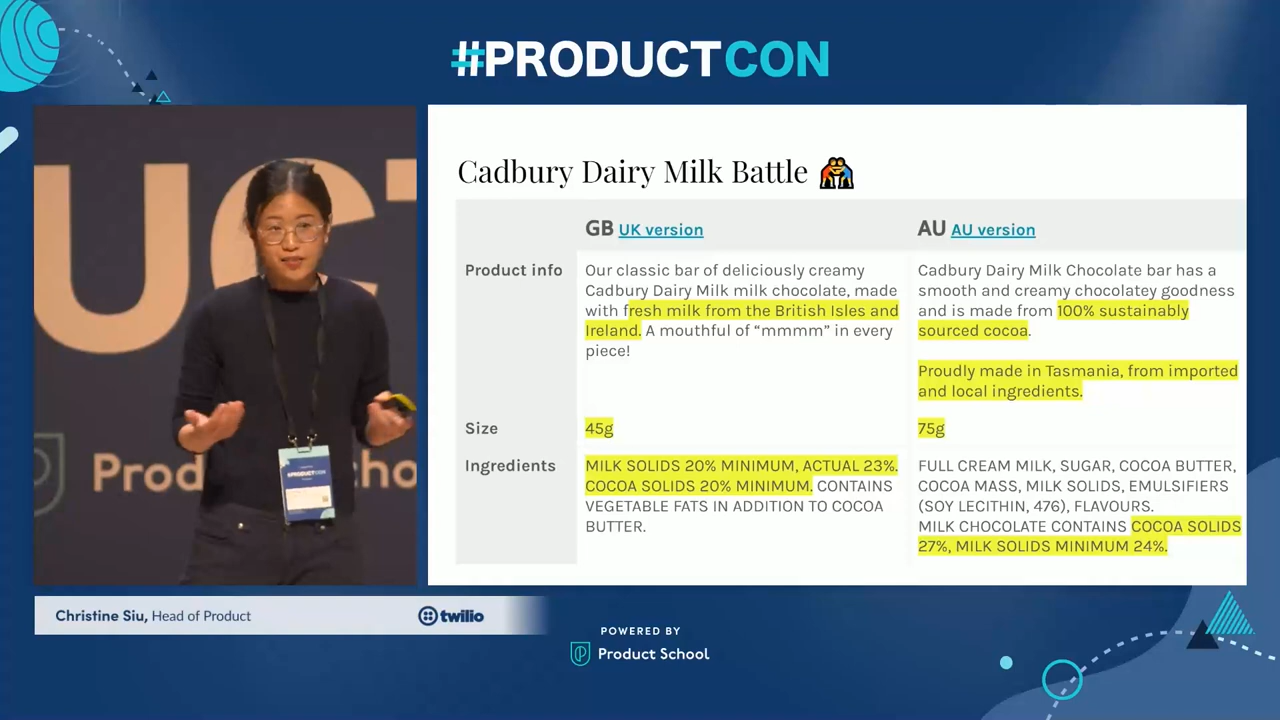 #PRODUCTCON
UCT
Prod
cho
#PRODUCTCON
Cadbury Dairy Milk Battle
GB UK version
AU AU version
Product info
Our classic bar of deliciously creamy
Cadbury Dairy Milk milk chocolate, made
with fresh milk from the British Isles and
Ireland. A mouthful of “mmmm” in every
piece!
Cadbury Dairy Milk Chocolate bar has a
smooth and creamy chocolatey goodness
and is made from 100% sustainably
sourced cocoa.
Proudly made in Tasmania, from imported
and local ingredients.
Size
45g
75g
Ingredients
MILK SOLIDS 20% MINIMUM, ACTUAL 23%.
COCOA SOLIDS 20% MINIMUM. CONTAINS
VEGETABLE FATS IN ADDITION TO COCOA
BUTTER.
FULL CREAM MILK, SUGAR, COCOA BUTTER,
COCOA MASS, MILK SOLIDS, EMULSIFIERS
(SOY LECITHIN, 476), FLAVOURS.
MILK CHOCOLATE CONTAINS COCOA SOLIDS
27%, MILK SOLIDS MINIMUM 24%.
Christine Siu, Head of Product
twilio
POWERED BY
Product School